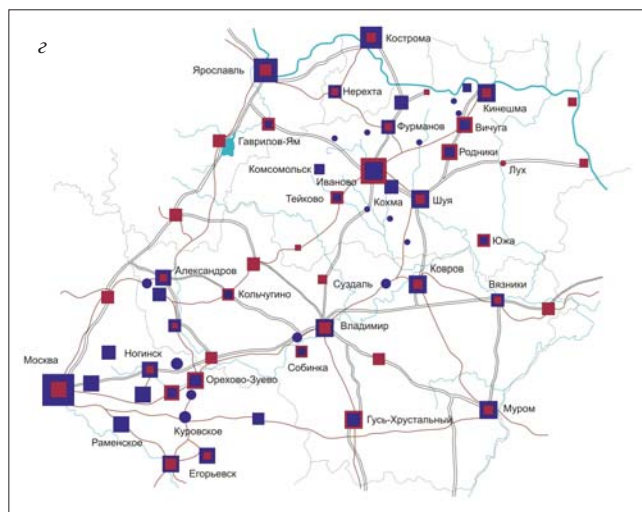 г
Кострома
Ярославль
Нерехта
Кинешма
Фурманов
Вичуга
Гаврилов-Ям
Родники
Комсомольск
Иваново
Лух
Тейково
Кохма
Шуя
Южа
Александров
Суздаль
Ковров
Вязники
Кольчугино
Владимир
Москва
Ногинск
Собинка
Орехово-Зуево
Гусь-Хрустальный
Муром
Куровское
Раменское
Егорьевск